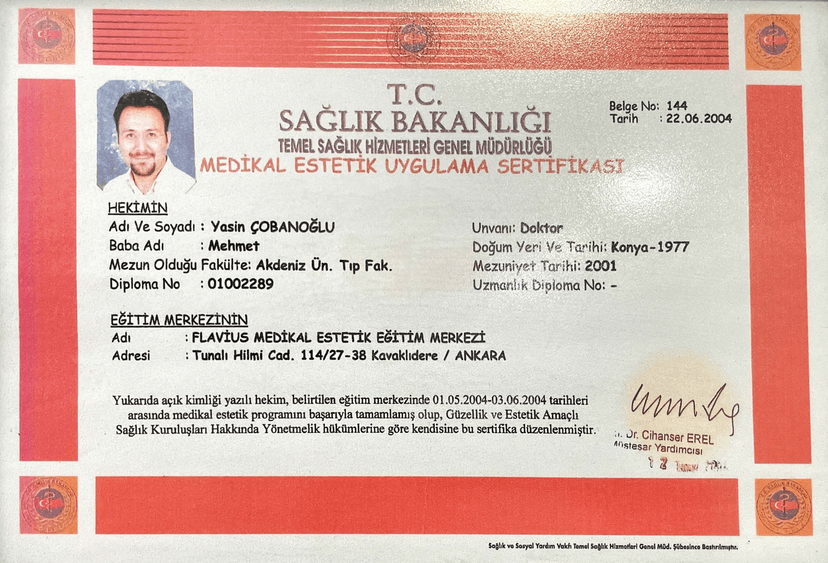 T.C.
SAĞLIK BAKANLIĞI
TEMEL SAĞLIK HİZMETLERİ GENEL MÜDÜRLÜĞÜ
MEDİKAL ESTETİK UYGULAMA SERTİFİKASI
Belge No: 144
Tarih : 22.06.2004
HEKİMİN
Adı Ve Soyadı : Yasin ÇOBANOĞLU
Baba Adı : Mehmet
Mezun Olduğu Fakülte: Akdeniz Ün. Tıp Fak.
Diploma No : 01002289
Unvanı: Doktor
Doğum Yeri Ve Tarihi: Konya-1977
Mezuniyet Tarihi: 2001
Uzmanlık Diploma No: -
EĞİTİM MERKEZİNİN
Adı : FLAVİUS MEDİKAL ESTETİK EĞİTİM MERKEZİ
Adresi : Tunalı Hilmi Cad. 114/27-38 Kavaklıdere / ANKARA
Yukarıda açık kimliği yazılı hekim, belirtilen eğitim merkezinde 01.05.2004-03.06.2004 tarihleri
arasında medikal estetik programını başarıyla tamamlamış olup, Güzellik ve Estetik Amaçlı
Sağlık Kuruluşları Hakkında Yönetmelik hükümlerine göre kendisine bu sertifika düzenlenmiştir.
Dr. Cihanser EREL
Müsteşar Yardımcısı
Sağlık ve Sosyal Yardım Vakfı Temel Sağlık Hizmetleri Genel Müd. Şubesince Bastırılmıştır.